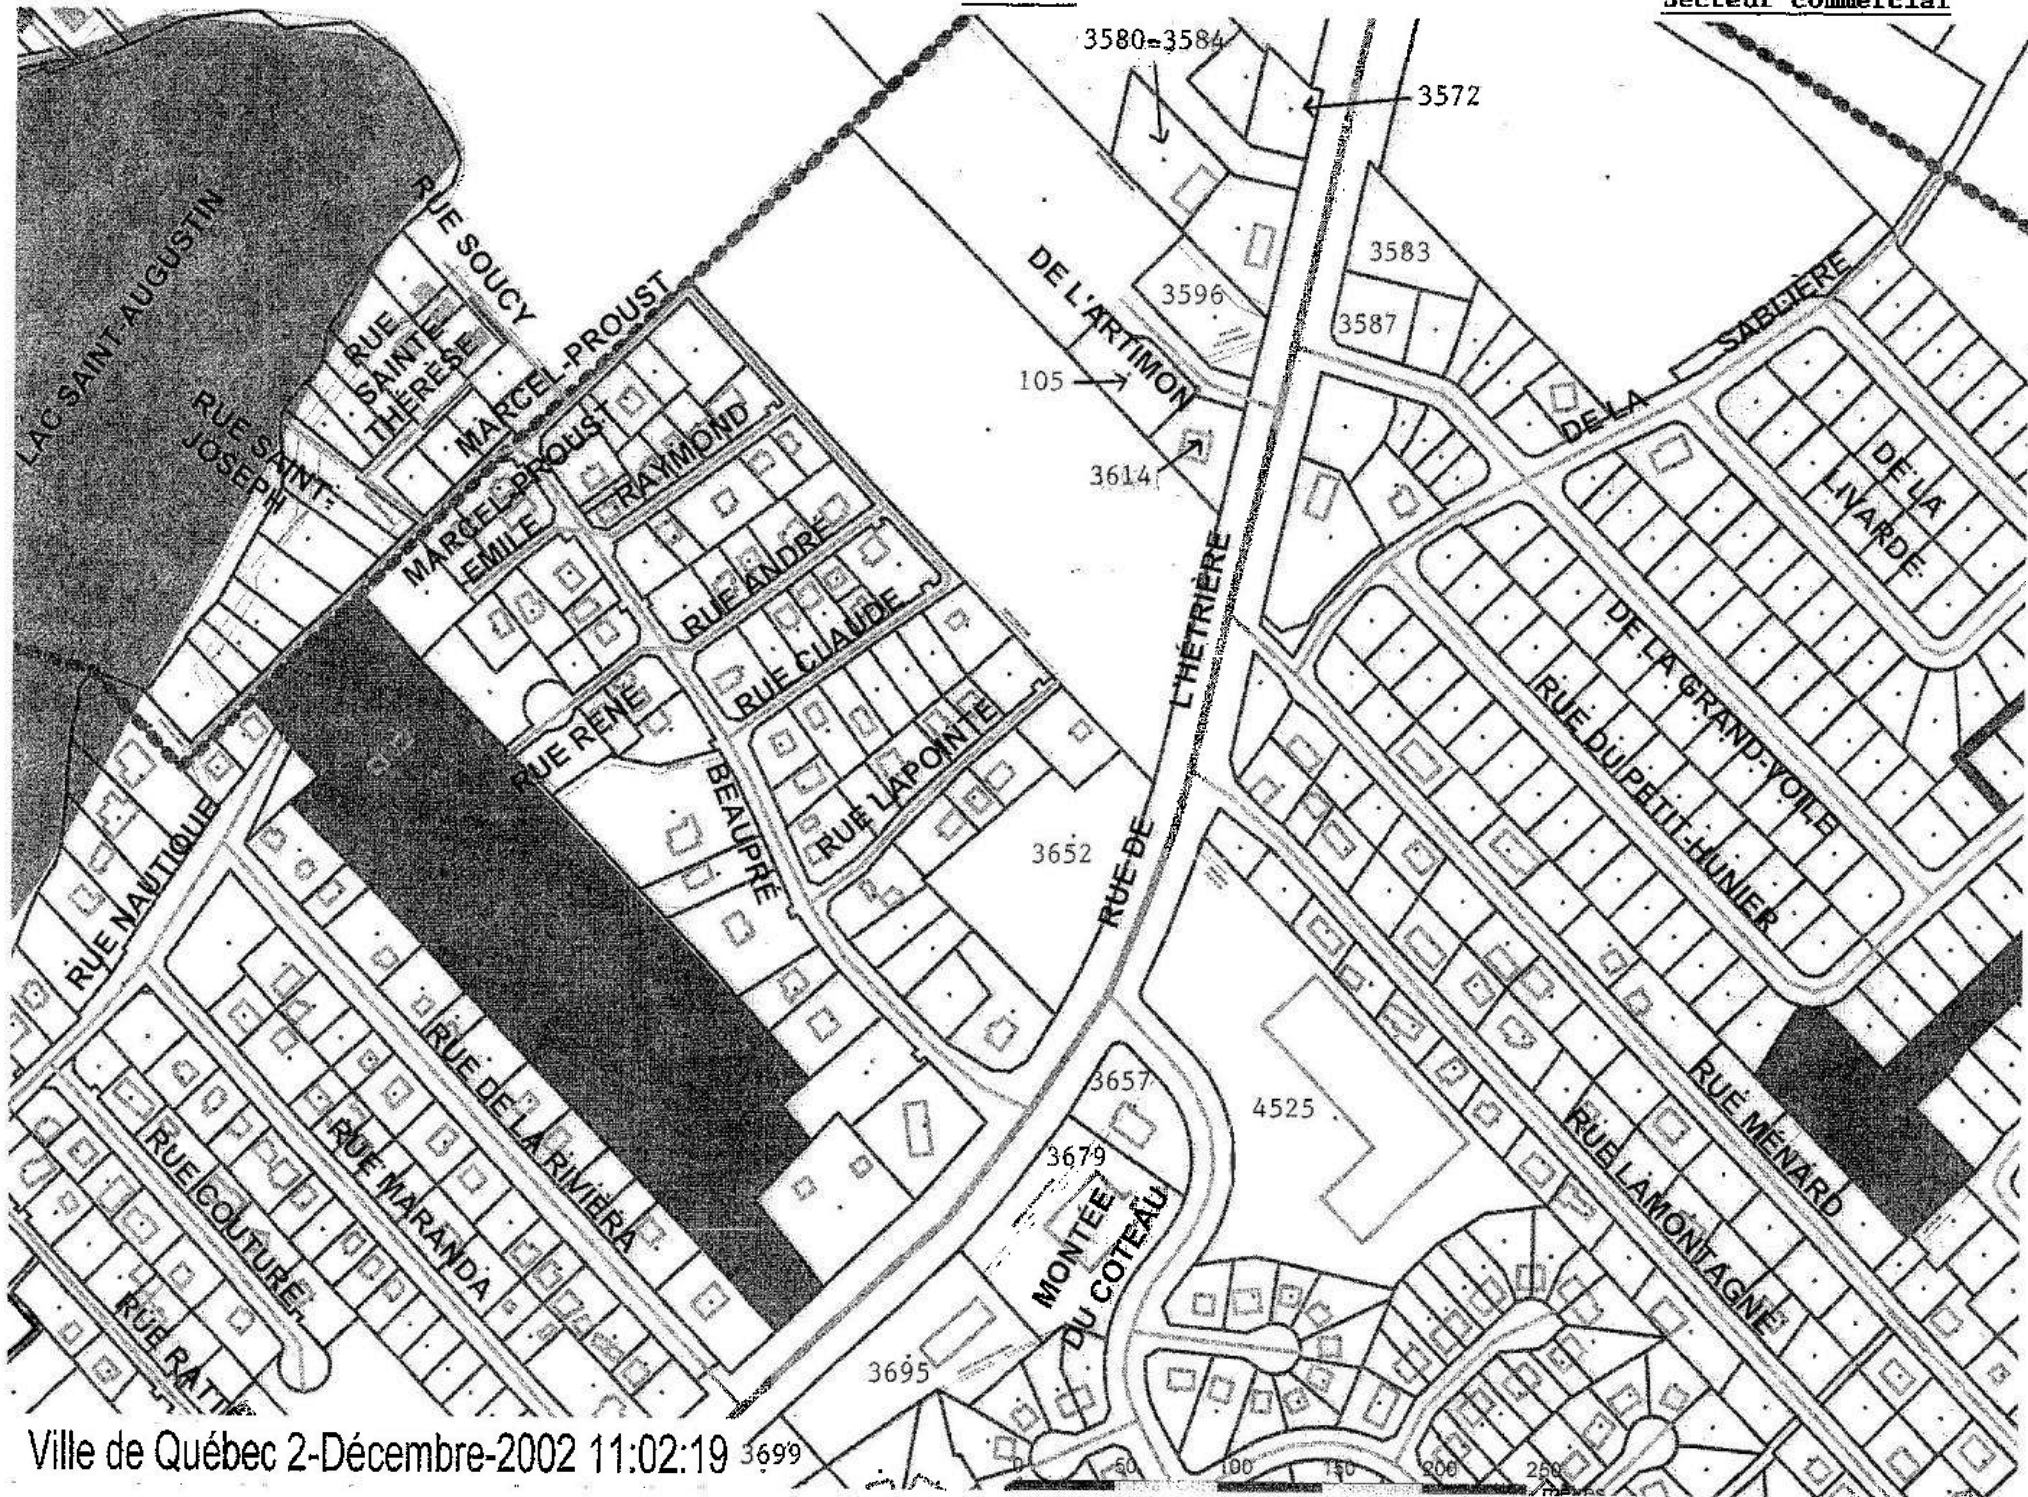 Secteur commercial
3580-3584
3572
RUE SOUCY
LAC SAINT-AUGUSTIN
DE L'ARTIMON
3583
3596
3587
SABLIÈRE
DE LA
RUE
SAINTE
THÉRÈSE
MARCEL-PROUST
105
RUE SAINT-
JOSEPH
MARCEL-PROUST
RAYMOND
3614
DE LA
LIVARDE
EMILE
RUE ANDRÉ
RUE CLAUDE
L'HÊTRIÈRE
DE LA GRAND-VOILE
RUE RENÉ
RUE DU PETIT-HUNIER
RUE LAPOINTE
BEAUPRÉ
3652
RUE DE
RUE NAUTIQUE
RUE DE LA RIVIÉRA
3657
4525
RUE MÉNARD
RUE LAMONTAGNE
3679
MONTÉE
DU COTEAU
RUE COUTURE
RUE MARANDA
3695
Ville de Québec 2-Décembre-2002 11:02:19
3699
0 50 100 150 200 250